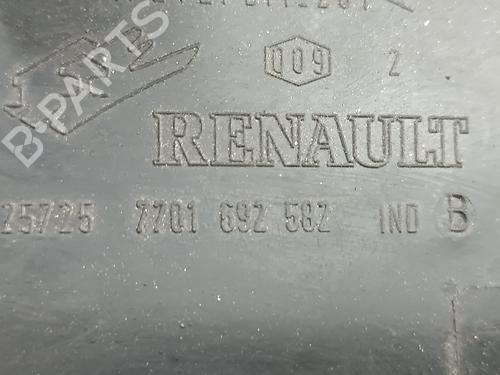 009 2
B-PARTS
RENAULT
25725 7701 692 582 IND B